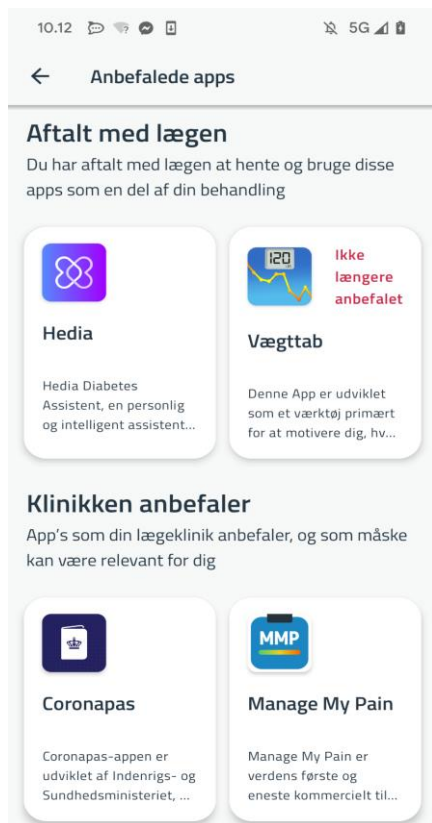 10.12 5G
Anbefalede apps
Aftalt med lægen
Du har aftalt med lægen at hente og bruge disse
apps som en del af din behandling
Hedia
Hedia Diabetes
Assistent, en personlig
og intelligent assistent...
120
Ikke
længere
anbefalet
Vægttab
Denne App er udviklet
som et værktøj primært
for at motivere dig, hv...
Klinikken anbefaler
App's som din lægeklinik anbefaler, og som måske
kan være relevant for dig
Coronapas
Coronapas-appen er
udviklet af Indenrigs- og
Sundhedsministeriet, ...
MMP
Manage My Pain
Manage My Pain er
verdens første og
eneste kommercielt til...